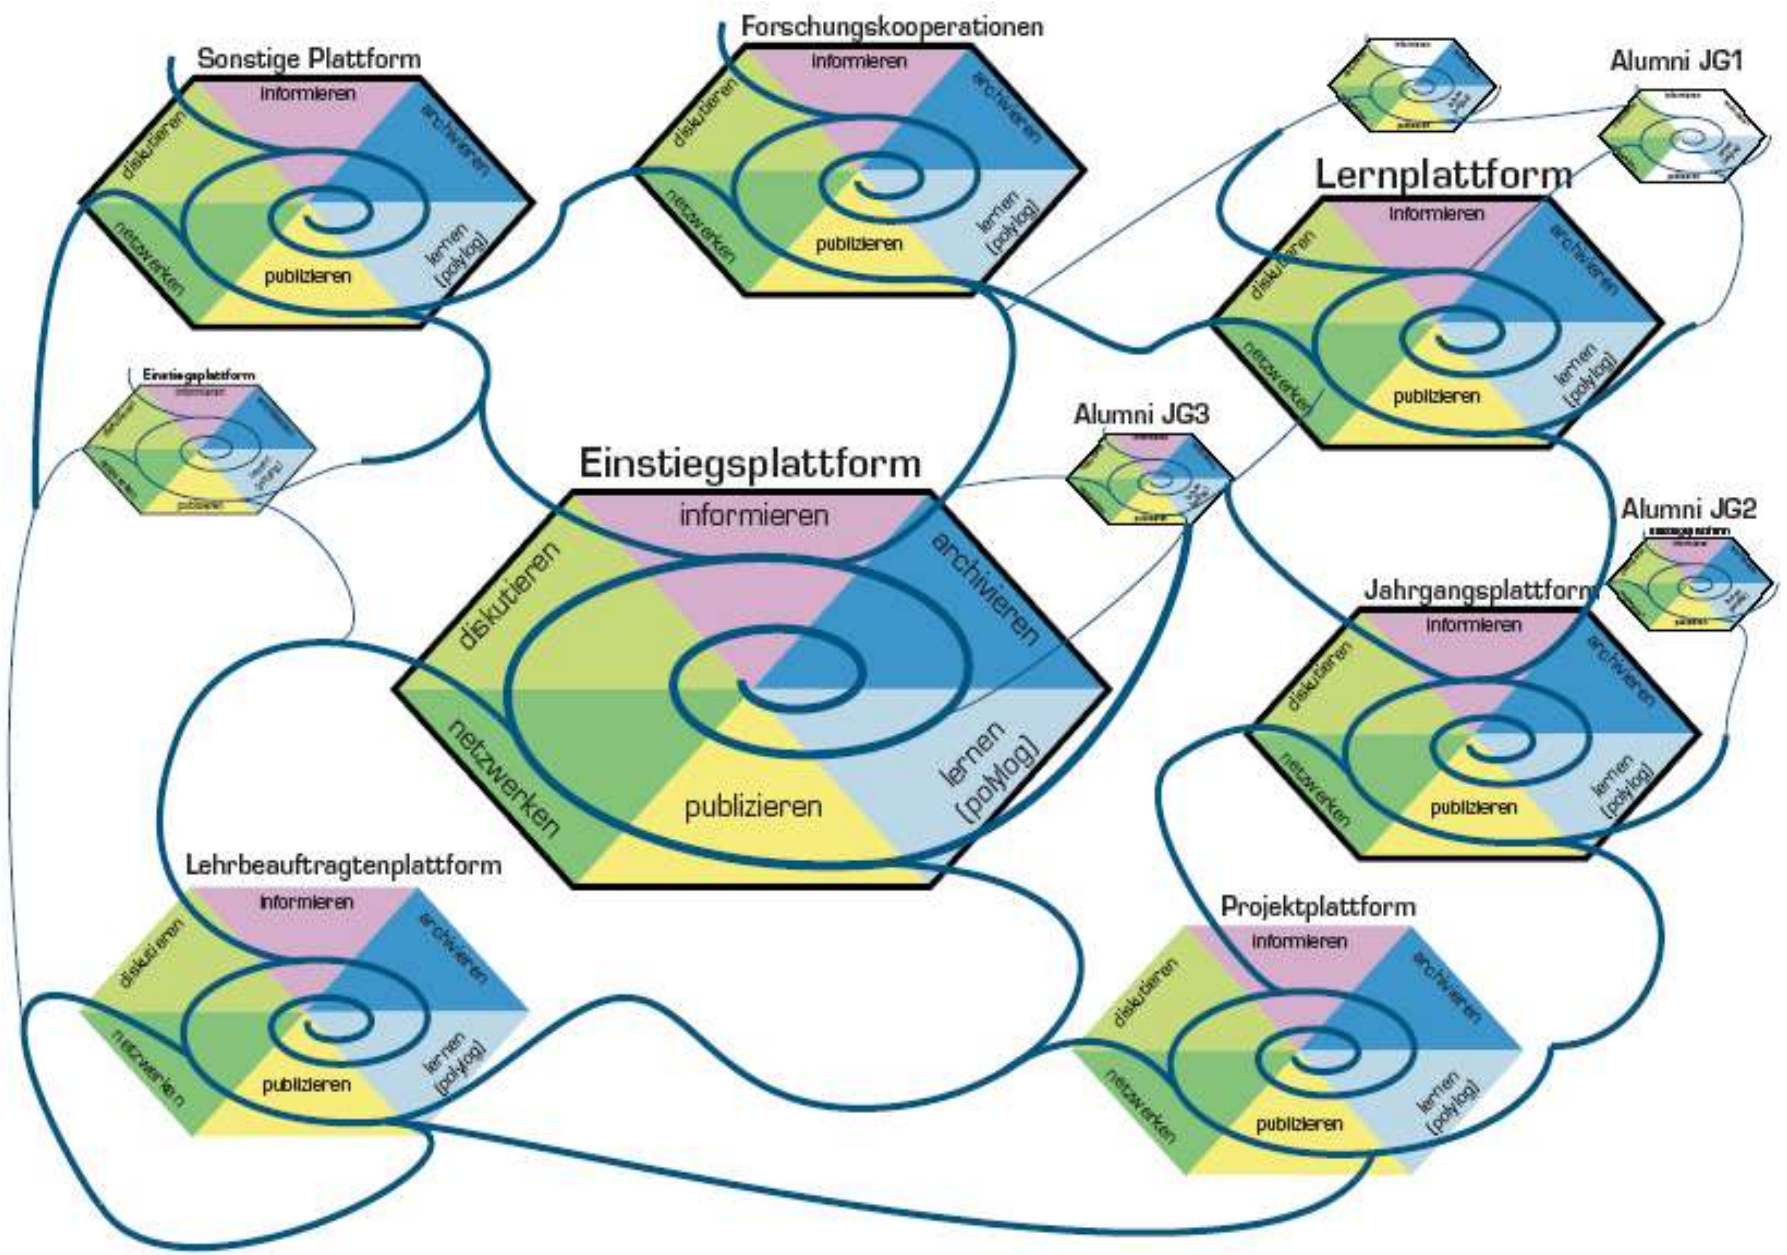 Sonstige Plattform
informieren
diskutieren
archivieren
netzwerken
publizieren
lernen
(polylog)
Forschungskooperationen
informieren
diskutieren
archivieren
netzwerken
publizieren
lernen
(polylog)
Alumni JG1
Lernplattform
informieren
diskutieren
archivieren
netzwerken
publizieren
lernen
(polylog)
Einstiegsplattform
informieren
publizieren
Alumni JG3
Einstiegsplattform
informieren
diskutieren
archivieren
netzwerken
publizieren
lernen
(polylog)
Alumni JG2
Jahrgangsplattform
informieren
diskutieren
archivieren
netzwerken
publizieren
lernen
(polylog)
Lehrbeauftragtenplattform
informieren
diskutieren
archivieren
netzwerken
publizieren
lernen
(polylog)
Projektplattform
informieren
diskutieren
archivieren
netzwerken
publizieren
lernen
(polylog)